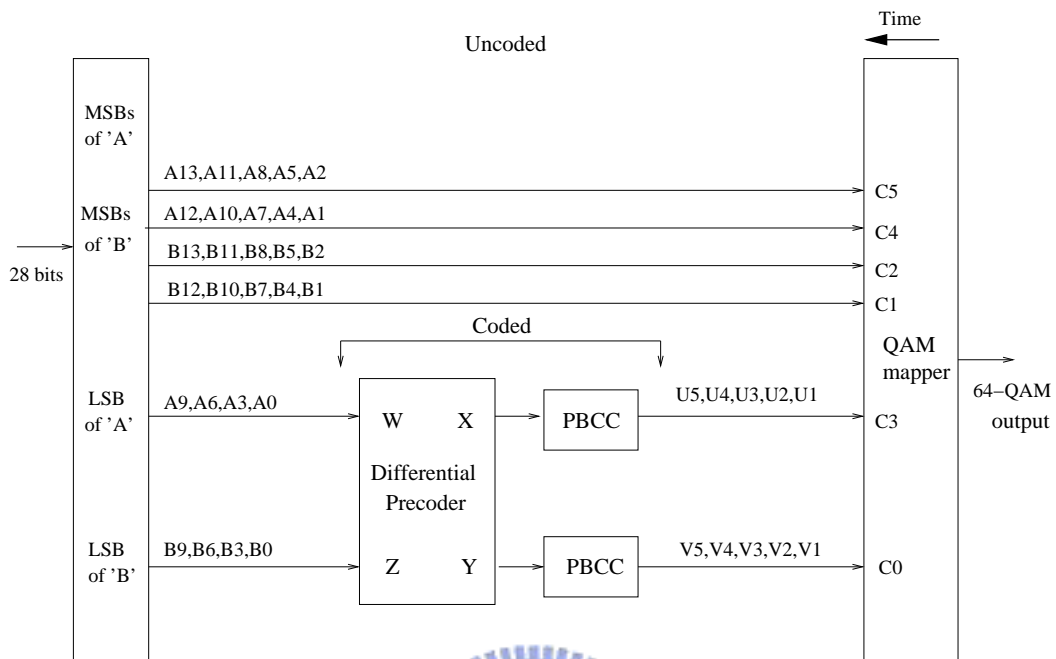 Time
Uncoded
MSBs
of 'A'
A13,A11,A8,A5,A2
C5
MSBs
of 'B'
A12,A10,A7,A4,A1
C4
B13,B11,B8,B5,B2
C2
28 bits
B12,B10,B7,B4,B1
C1
Coded
QAM
mapper
64−QAM
output
LSB
of 'A'
A9,A6,A3,A0
W X
PBCC
U5,U4,U3,U2,U1
C3
Differential
Precoder
LSB
of 'B'
B9,B6,B3,B0
Z Y
PBCC
V5,V4,V3,V2,V1
C0